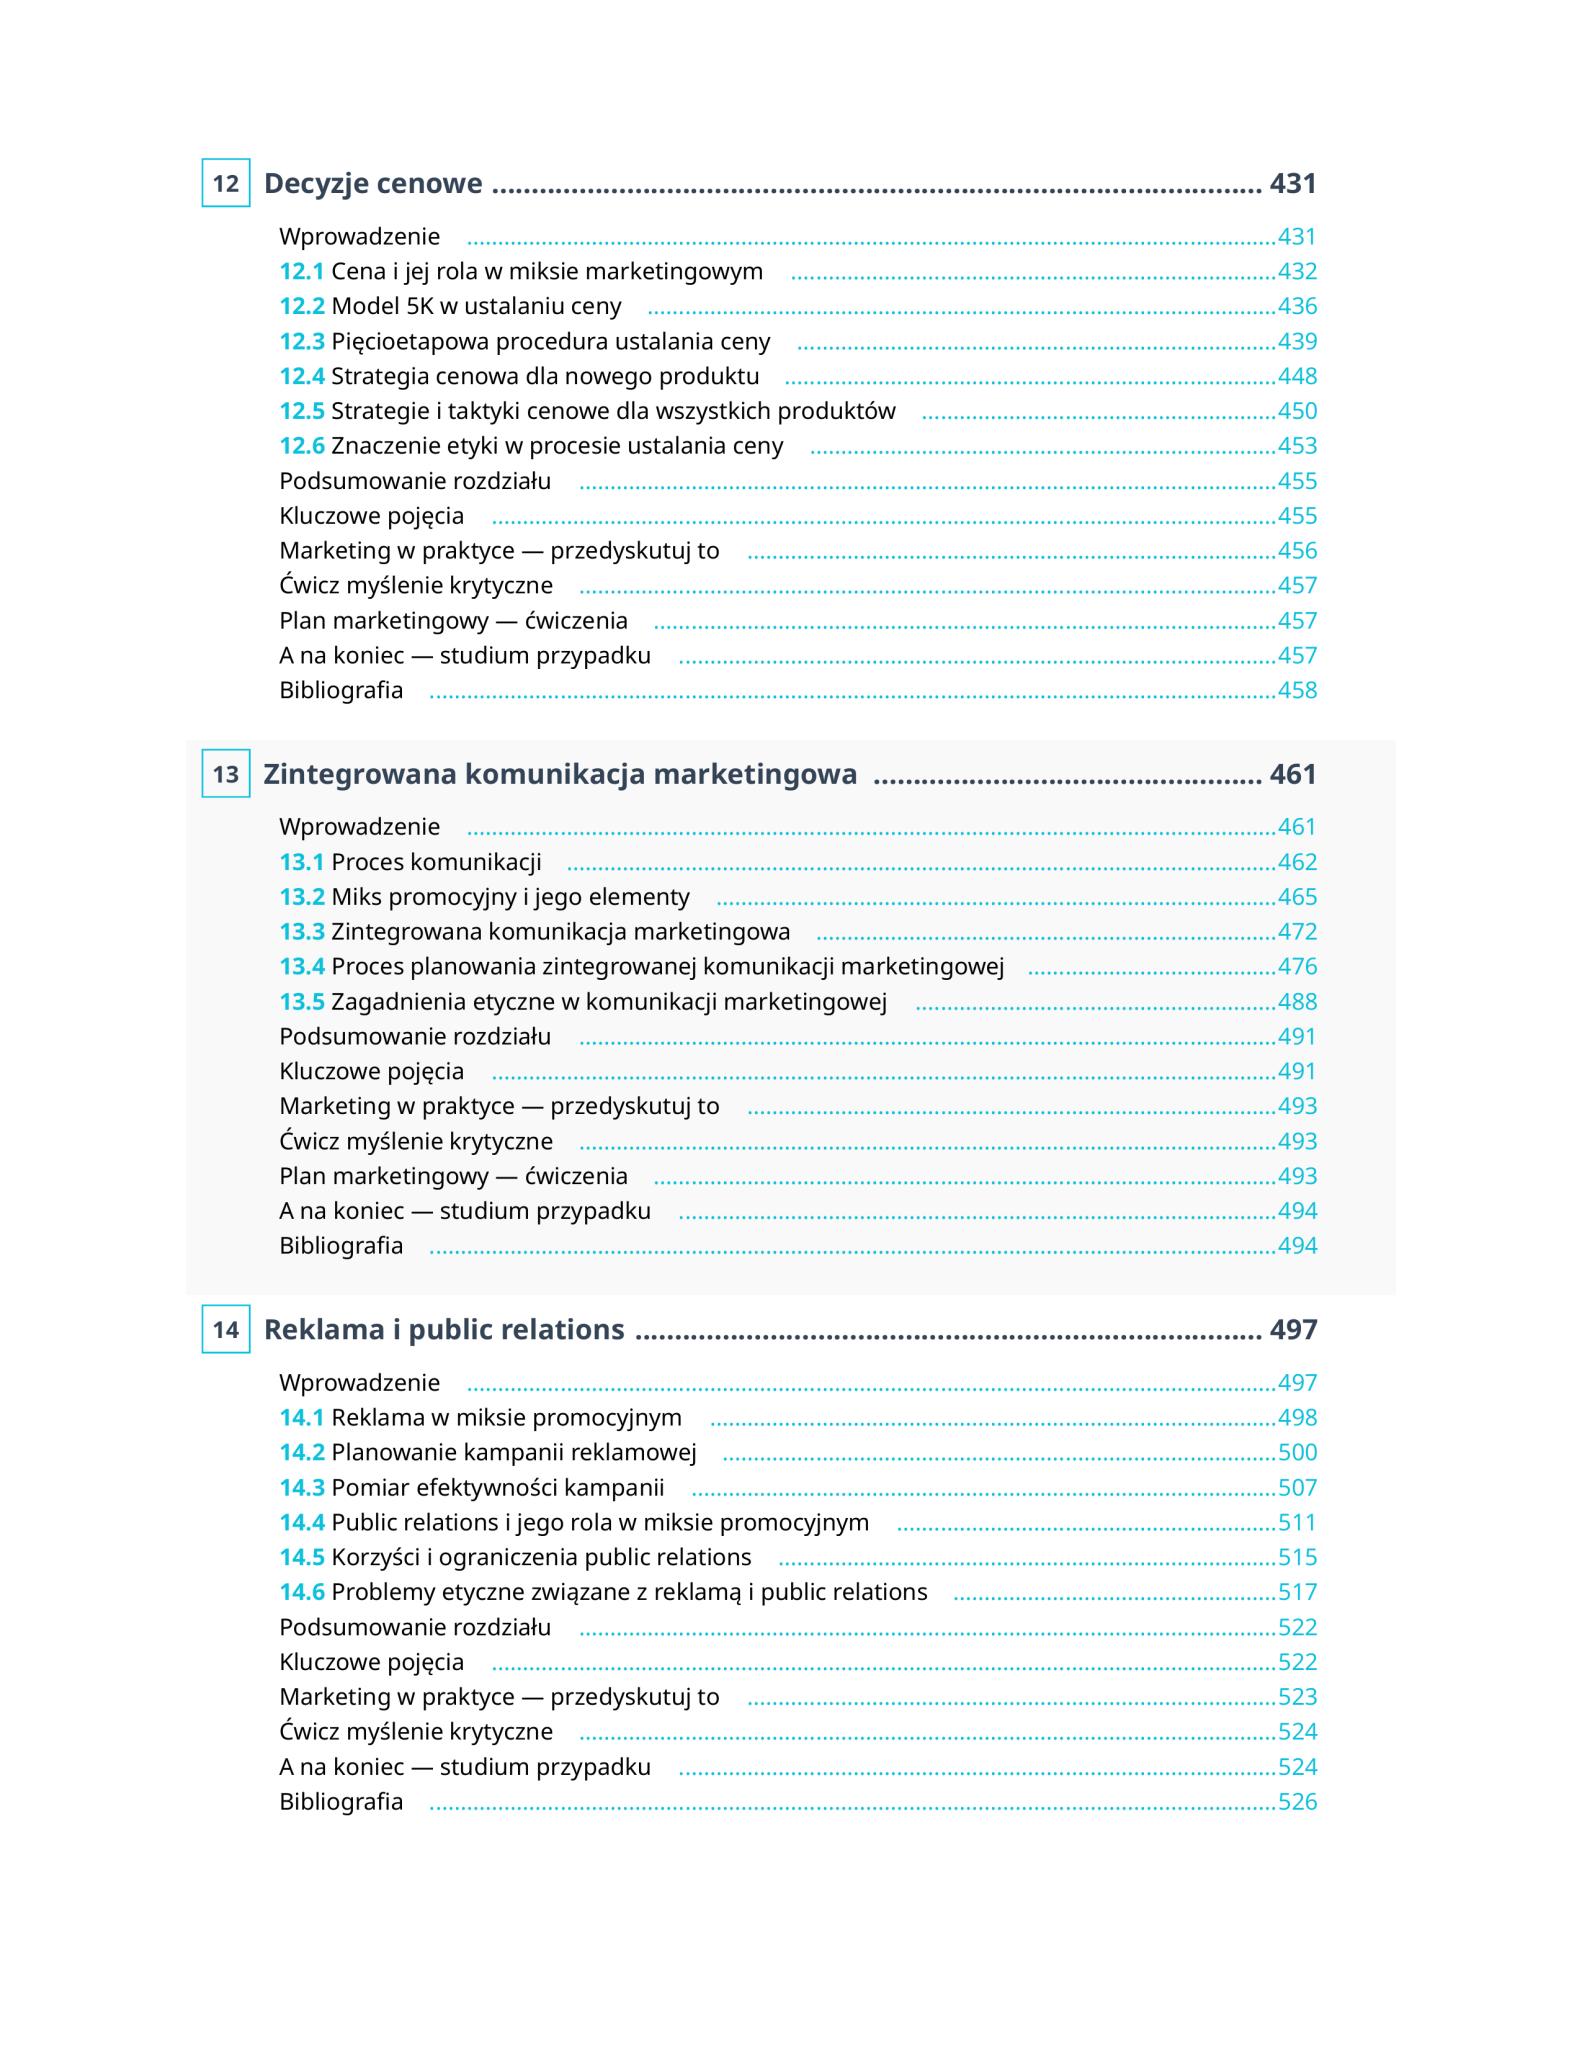 12 Decyzje cenowe ........ 431
Wprowadzenie ........ 431
12.1 Cena i jej rola w miksie marketingowym ........ 432
12.2 Model 5K w ustalaniu ceny ........ 436
12.3 Pięcioetapowa procedura ustalania ceny ........ 439
12.4 Strategia cenowa dla nowego produktu ........ 448
12.5 Strategie i taktyki cenowe dla wszystkich produktów ........ 450
12.6 Znaczenie etyki w procesie ustalania ceny ........ 453
Podsumowanie rozdziału ........ 455
Kluczowe pojęcia ........ 455
Marketing w praktyce — przedyskutuj to ........ 456
Ćwicz myślenie krytyczne ........ 457
Plan marketingowy — ćwiczenia ........ 457
A na koniec — studium przypadku ........ 457
Bibliografia ........ 458
13 Zintegrowana komunikacja marketingowa ........ 461
Wprowadzenie ........ 461
13.1 Proces komunikacji ........ 462
13.2 Miks promocyjny i jego elementy ........ 465
13.3 Zintegrowana komunikacja marketingowa ........ 472
13.4 Proces planowania zintegrowanej komunikacji marketingowej ........ 476
13.5 Zagadnienia etyczne w komunikacji marketingowej ........ 488
Podsumowanie rozdziału ........ 491
Kluczowe pojęcia ........ 491
Marketing w praktyce — przedyskutuj to ........ 493
Ćwicz myślenie krytyczne ........ 493
Plan marketingowy — ćwiczenia ........ 493
A na koniec — studium przypadku ........ 494
Bibliografia ........ 494
14 Reklama i public relations ........ 497
Wprowadzenie ........ 497
14.1 Reklama w miksie promocyjnym ........ 498
14.2 Planowanie kampanii reklamowej ........ 500
14.3 Pomiar efektywności kampanii ........ 507
14.4 Public relations i jego rola w miksie promocyjnym ........ 511
14.5 Korzyści i ograniczenia public relations ........ 515
14.6 Problemy etyczne związane z reklamą i public relations ........ 517
Podsumowanie rozdziału ........ 522
Kluczowe pojęcia ........ 522
Marketing w praktyce — przedyskutuj to ........ 523
Ćwicz myślenie krytyczne ........ 524
A na koniec — studium przypadku ........ 524
Bibliografia ........ 526